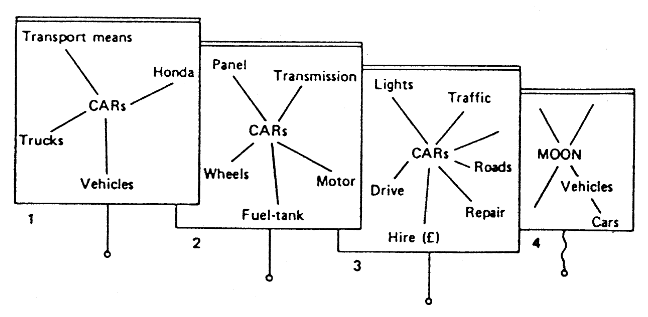 Transport means
Honda
CARs
Trucks
Vehicles
1
Panel
Transmission
CARs
Wheels
Motor
Fuel-tank
2
Lights
Traffic
CARs
Roads
Drive
Repair
Hire (£)
3
MOON
Vehicles
Cars
4